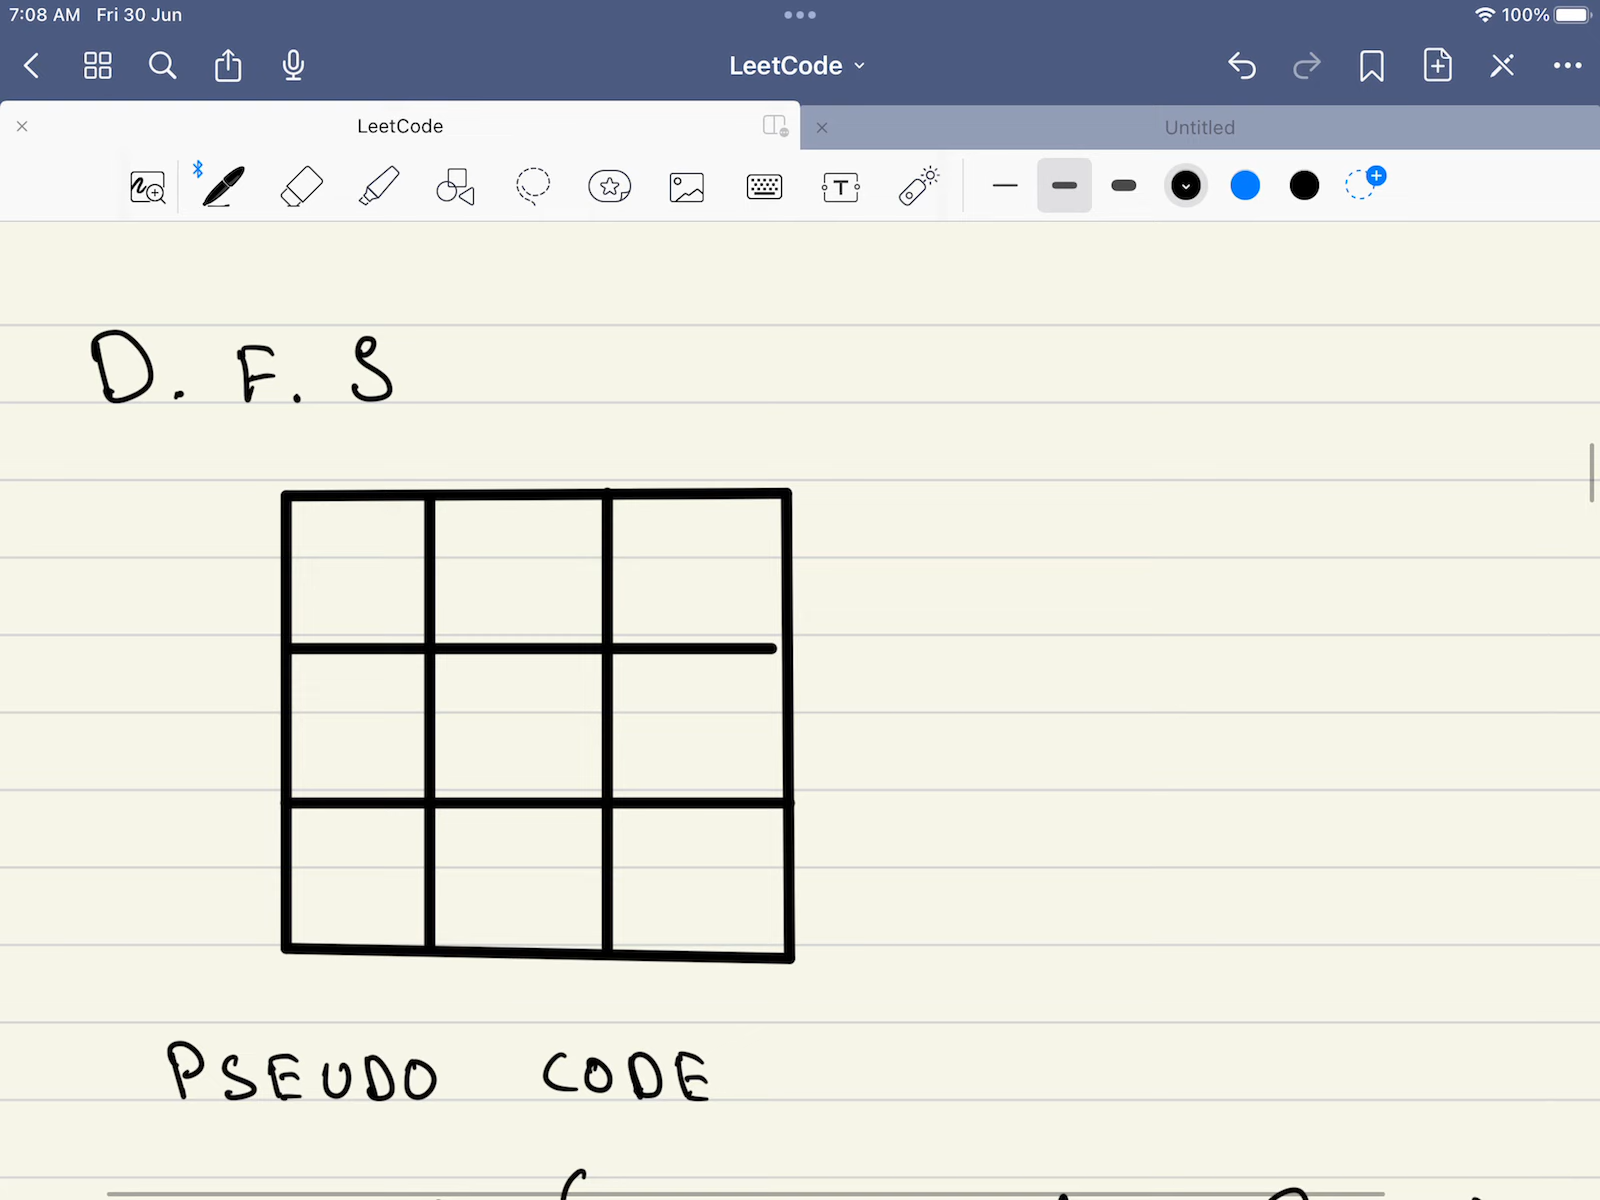 7:08 AM Fri 30 Jun
100%
LeetCode
LeetCode
Untitled
T
D. F. S
PSEUDO CODE